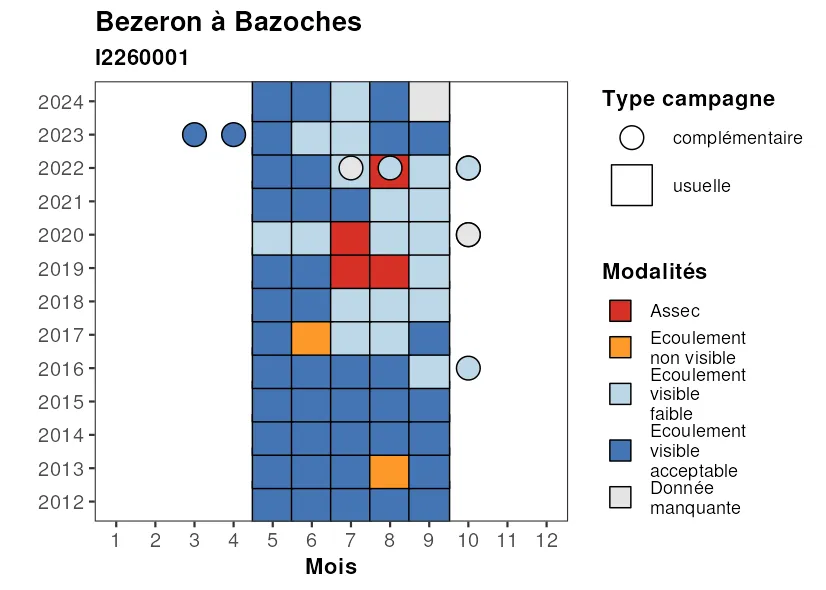 Bezeron à Bazoches
I2260001
2024
2023
2022
2021
2020
2019
2018
2017
2016
2015
2014
2013
2012
1 2 3 4 5 6 7 8 9 10 11 12
Mois
Type campagne
complémentaire
usuelle
Modalités
Assec
Ecoulement
non visible
Ecoulement
visible
faible
Ecoulement
visible
acceptable
Donnée
manquante